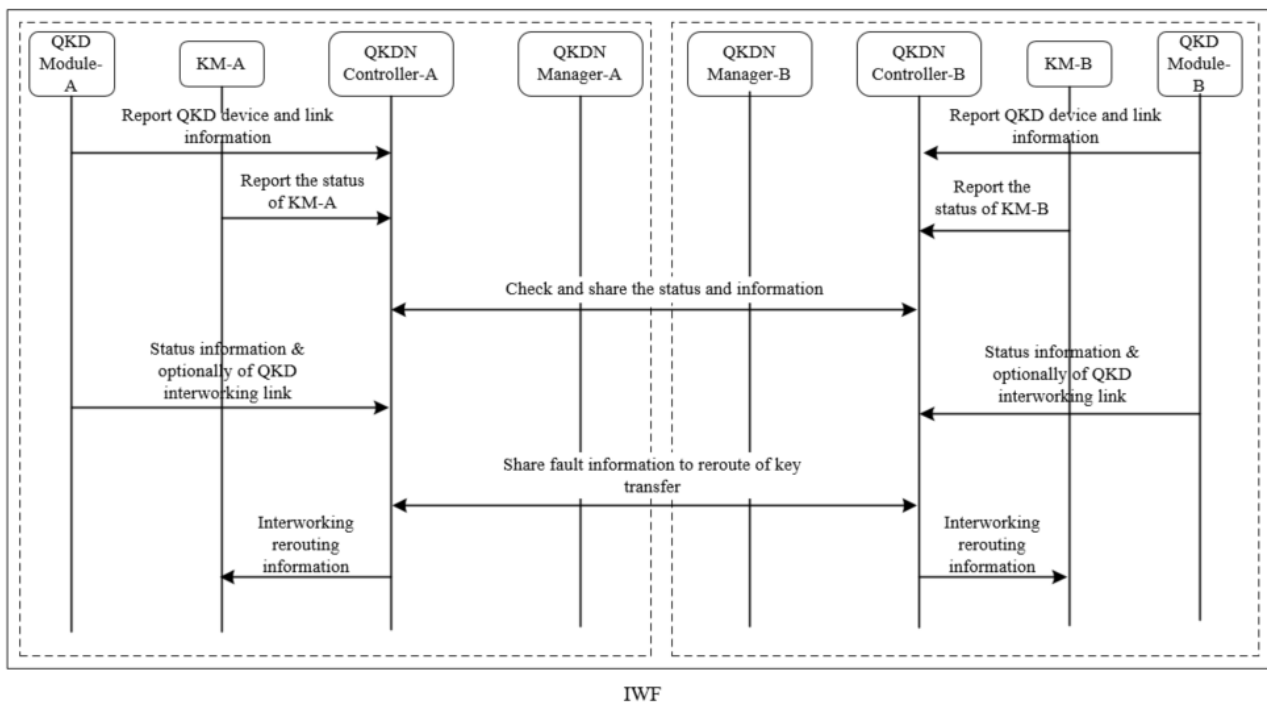 QKD
Module-
A
KM-A
QKDN
Controller-A
QKDN
Manager-A
QKDN
Manager-B
QKDN
Controller-B
KM-B
QKD
Module-
B
Report QKD device and link
information
Report QKD device and link
information
Report the status
of KM-A
Report the
status of KM-B
Check and share the status and information
Status information &
optionally of QKD
interworking link
Status information &
optionally of QKD
interworking link
Share fault information to reroute of key
transfer
Interworking
rerouting
information
Interworking
rerouting
information
IWF